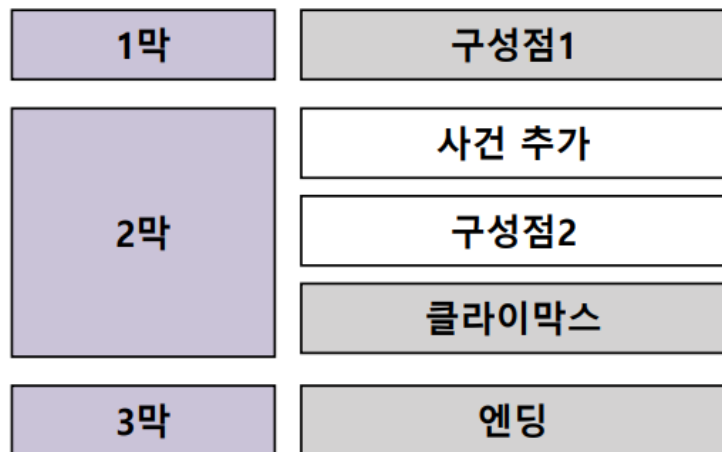 1막
구성점1
사건 추가
2막
구성점2
클라이막스
3막
엔딩